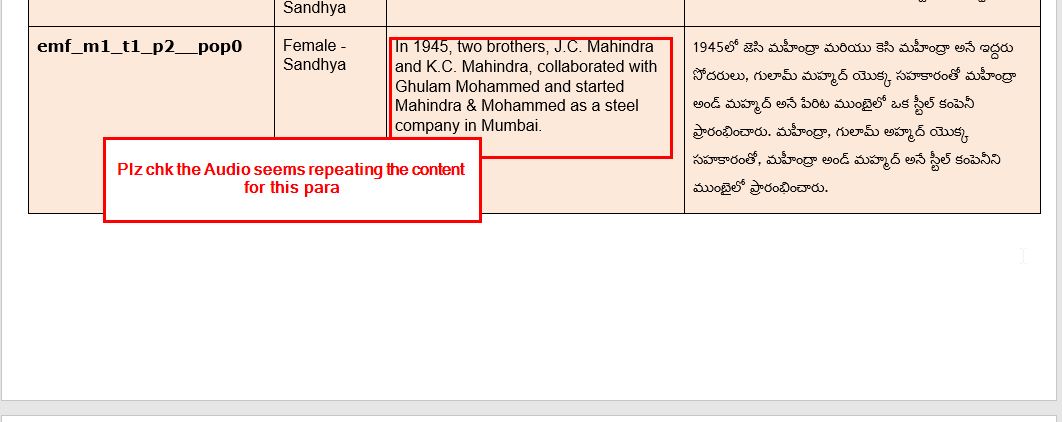 Sandhya
emf_m1_t1_p2__pop0
Female -
Sandhya
In 1945, two brothers, J.C. Mahindra
and K.C. Mahindra, collaborated with
Ghulam Mohammed and started
Mahindra & Mohammed as a steel
company in Mumbai.
1945లో జెసి మహీంద్రా మరియు కెసి మహీంద్రా అనే ఇద్దరు
సోదరులు, గులామ్ మహ్మద్ యొక్క సహకారంతో మహీంద్రా
అండ్ మహ్మద్ అనే పేరిట ముంబైలో ఒక స్టీల్ కంపెనీ
ప్రారంభించారు. మహీంద్రా, గులామ్ అహ్మద్ యొక్క
సహకారంతో, మహీంద్రా అండ్ మహ్మద్ అనే స్టీల్ కంపెనీని
ముంబైలో ప్రారంభించారు.
Plz chk the Audio seems repeating the content
for this para